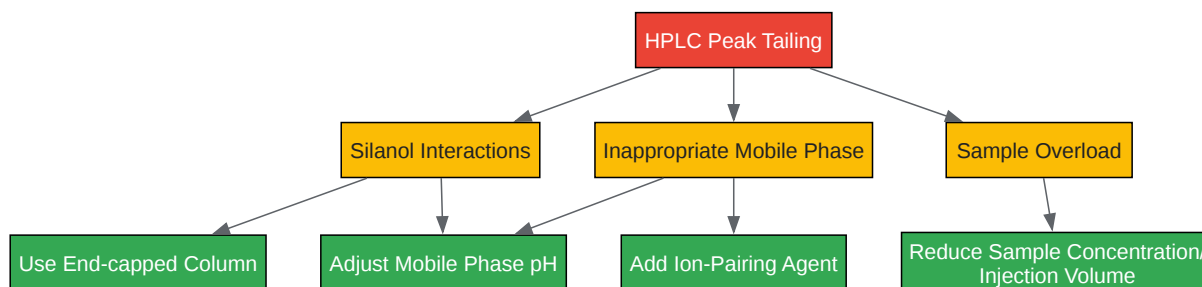 HPLC Peak Tailing
Silanol Interactions
Inappropriate Mobile Phase
Sample Overload
Use End-capped Column
Adjust Mobile Phase pH
Add Ion-Pairing Agent
Reduce Sample Concentration/
Injection Volume